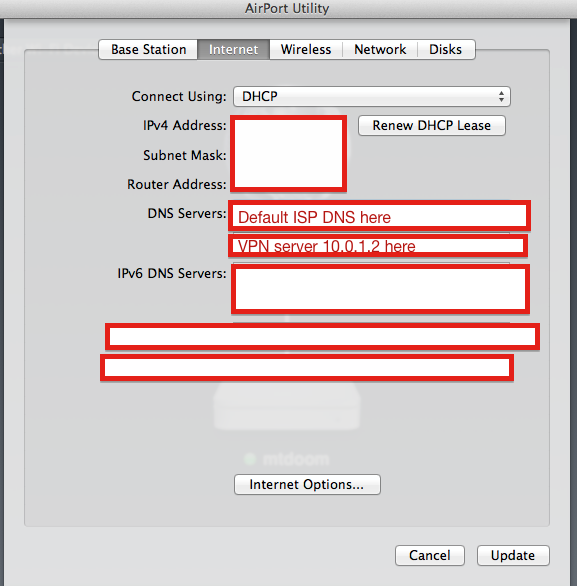 AirPort Utility
Base Station Internet Wireless Network Disks
Connect Using: DHCP
IPv4 Address: Renew DHCP Lease
Subnet Mask:
Router Address:
DNS Servers: Default ISP DNS here
VPN server 10.0.1.2 here
IPv6 DNS Servers:
mtdoom
Internet Options...
Cancel Update